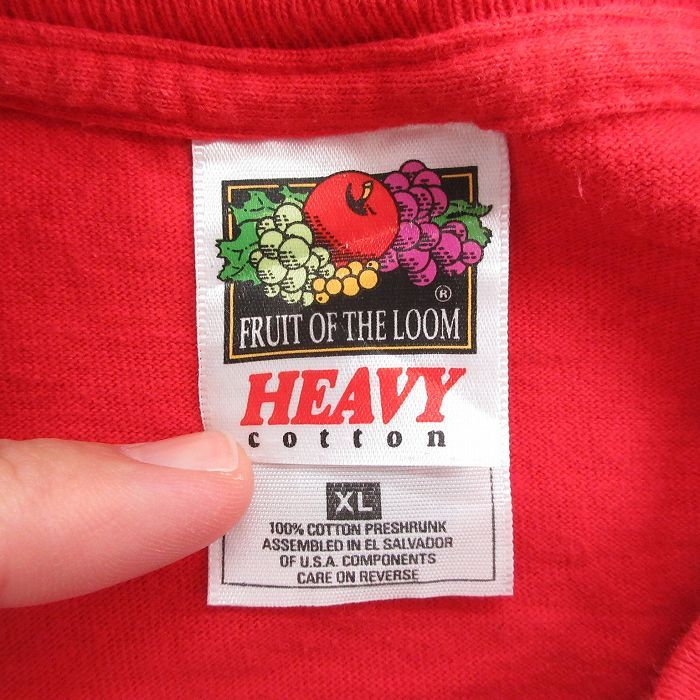 ®
FRUIT OF THE LOOM
HEAVY
cotton
XL
100% COTTON PRESHRUNK
ASSEMBLED IN EL SALVADOR
OF U.S.A. COMPONENTS
CARE ON REVERSE